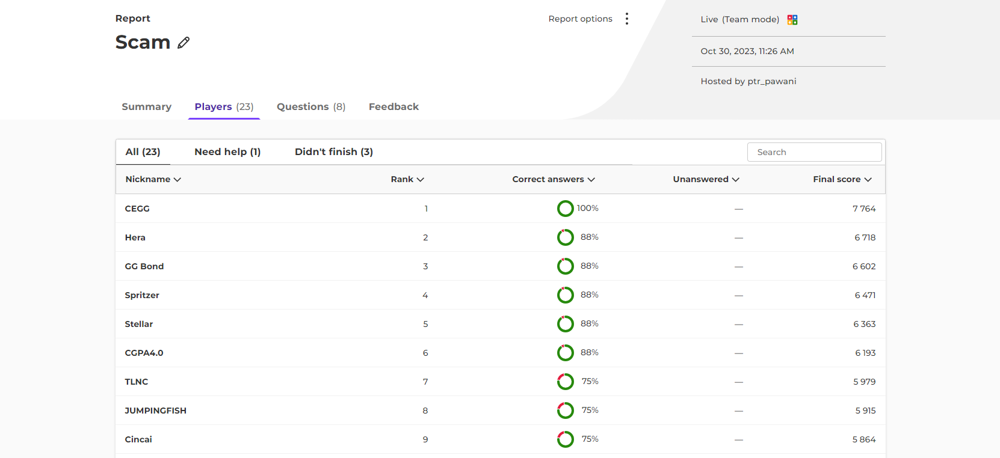 Report
Report options
Scam
Live (Team mode)
Oct 30, 2023, 11:26 AM
Hosted by ptr_pawani
Summary Players (23) Questions (8) Feedback
All (23) Need help (1) Didn't finish (3) Search
Nickname Rank Correct answers Unanswered Final score
CEGG 1 100% — 7 764
Hera 2 88% — 6 718
GG Bond 3 88% — 6 602
Spritzer 4 88% — 6 471
Stellar 5 88% — 6 363
CGPA4.0 6 88% — 6 193
TLNC 7 75% — 5 979
JUMPINGFISH 8 75% — 5 915
Cincai 9 75% — 5 864